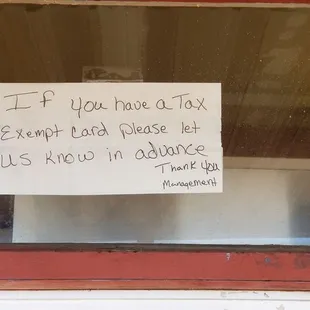 If you have a Tax
Exempt card please let
us know in advance
Thank you
Management